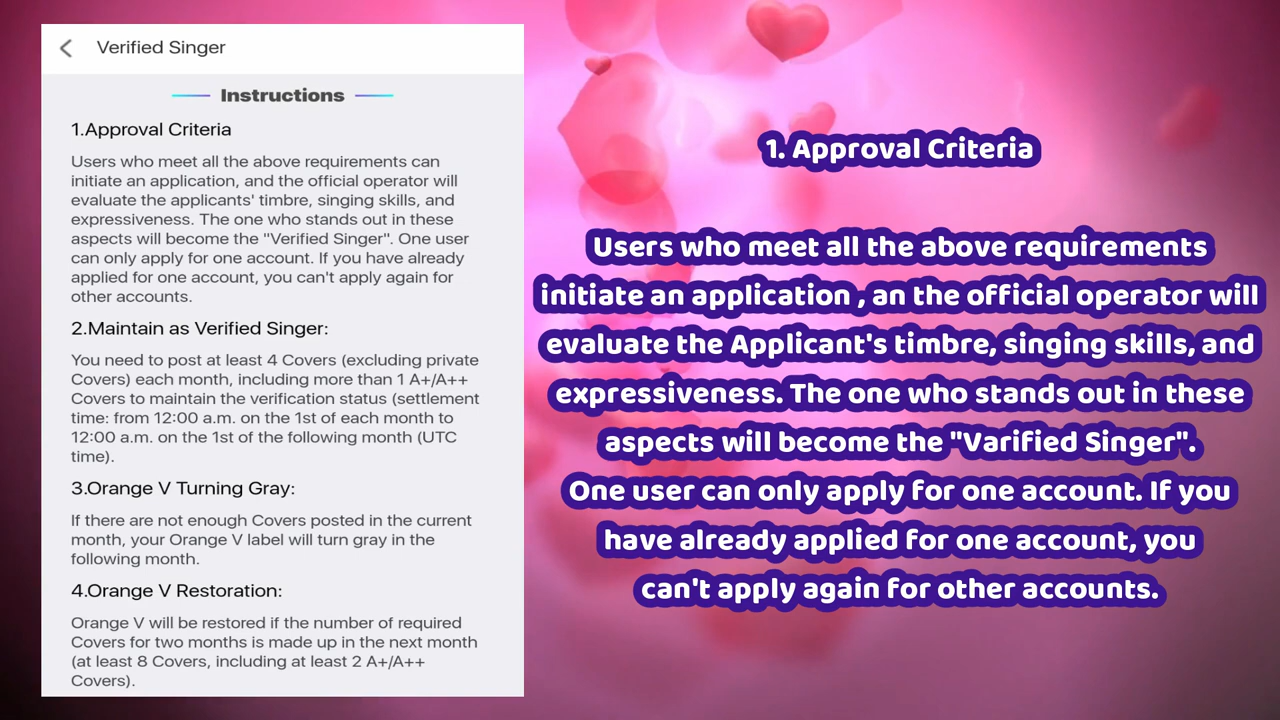 Verified Singer
Instructions
1.Approval Criteria
Users who meet all the above requirements can
initiate an application, and the official operator will
evaluate the applicants' timbre, singing skills, and
expressiveness. The one who stands out in these
aspects will become the "Verified Singer". One user
can only apply for one account. If you have already
applied for one account, you can't apply again for
other accounts.
2.Maintain as Verified Singer:
You need to post at least 4 Covers (excluding private
Covers) each month, including more than 1 A+/A++
Covers to maintain the verification status (settlement
time: from 12:00 a.m. on the 1st of each month to
12:00 a.m. on the 1st of the following month (UTC
time).
3.Orange V Turning Gray:
If there are not enough Covers posted in the current
month, your Orange V label will turn gray in the
following month.
4.Orange V Restoration:
Orange V will be restored if the number of required
Covers for two months is made up in the next month
(at least 8 Covers, including at least 2 A+/A++
Covers).
1. Approval Criteria
Users who meet all the above requirements
initiate an application , an the official operator will
evaluate the Applicant's timbre, singing skills, and
expressiveness. The one who stands out in these
aspects will become the "Varified Singer".
One user can only apply for one account. If you
have already applied for one account, you
can't apply again for other accounts.